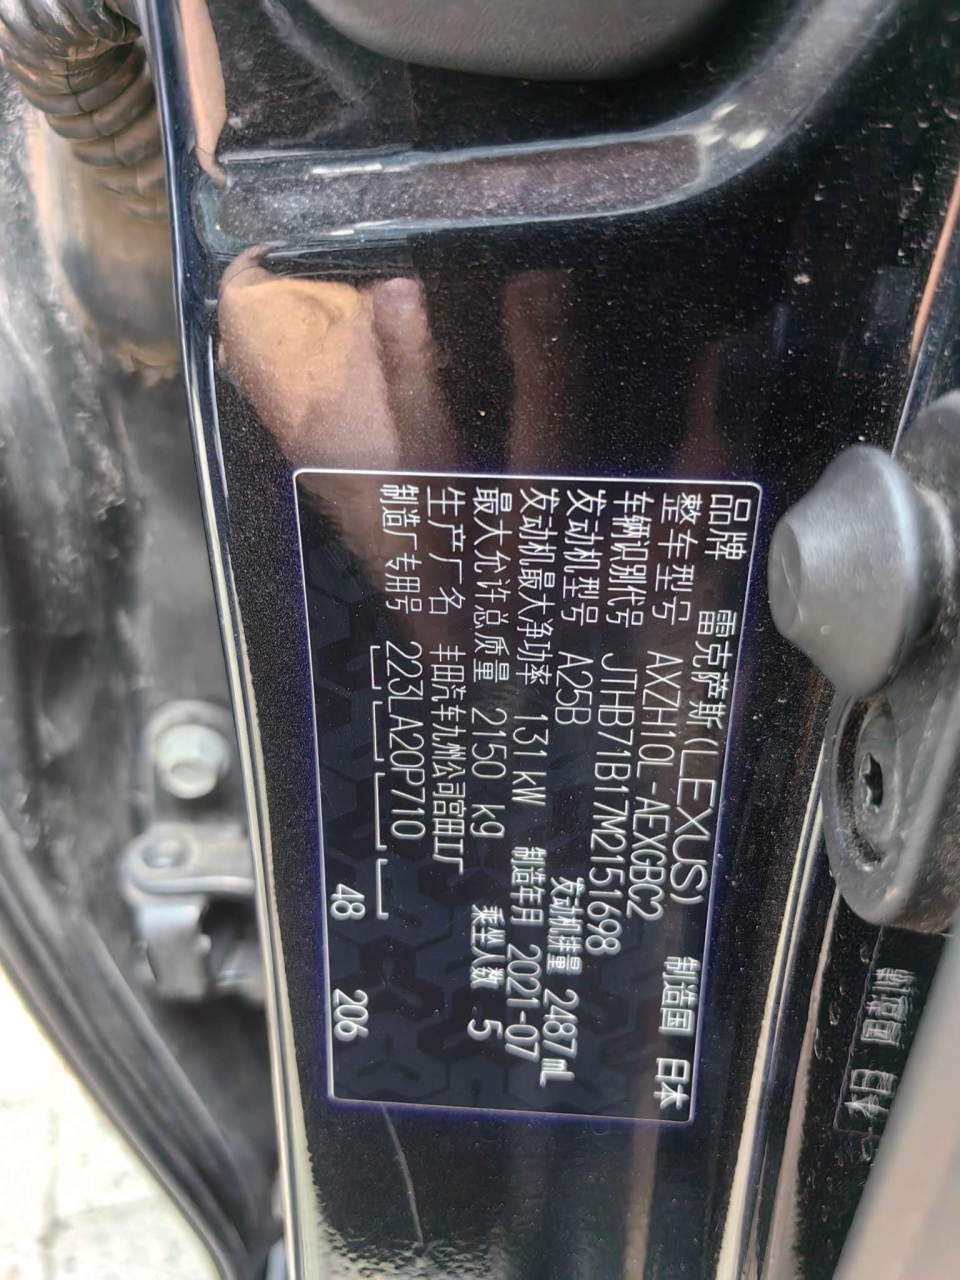 品牌 雷克萨斯(LEXUS) 制造国 日本
整车型号 AXZH10L-AEXGBC2
车辆识别代号 JTHB71B17M2151698
发动机型号 A25B 发动机排量 2487 mL
发动机最大净功率 131 kW 制造年月 2021-07
最大允许总质量 2150 kg 乘坐人数 5
生产厂名 丰田汽车九州公司宫田工厂
制造厂专用号 223LA20P710
48 206